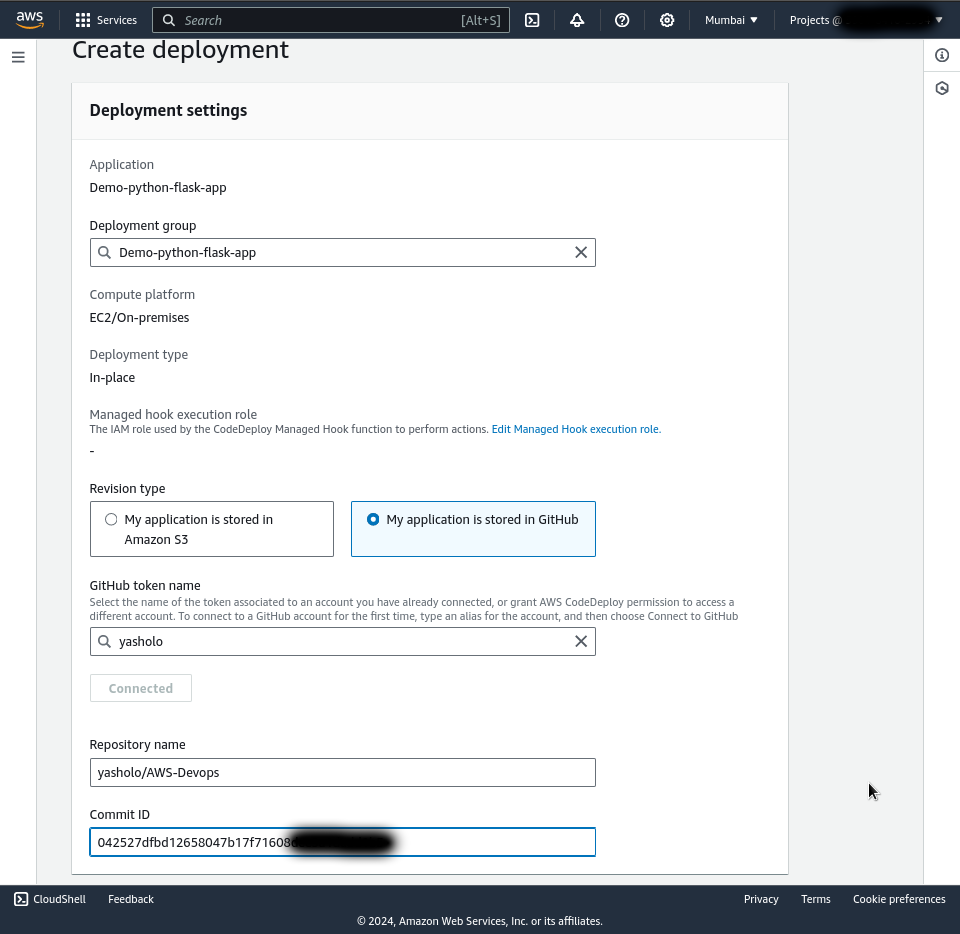 aws
Services
Search [Alt+S]
Mumbai
Projects @
Create deployment
Deployment settings
Application
Demo-python-flask-app
Deployment group
Demo-python-flask-app
Compute platform
EC2/On-premises
Deployment type
In-place
Managed hook execution role
The IAM role used by the CodeDeploy Managed Hook function to perform actions. Edit Managed Hook execution role.
-
Revision type
My application is stored in
Amazon S3
My application is stored in GitHub
GitHub token name
Select the name of the token associated to an account you have already connected, or grant AWS CodeDeploy permission to access a
different account. To connect to a GitHub account for the first time, type an alias for the account, and then choose Connect to GitHub
yasholo
Connected
Repository name
yasholo/AWS-Devops
Commit ID
042527dfbd12658047b17f71608
CloudShell
Feedback
Privacy
Terms
Cookie preferences
© 2024, Amazon Web Services, Inc. or its affiliates.